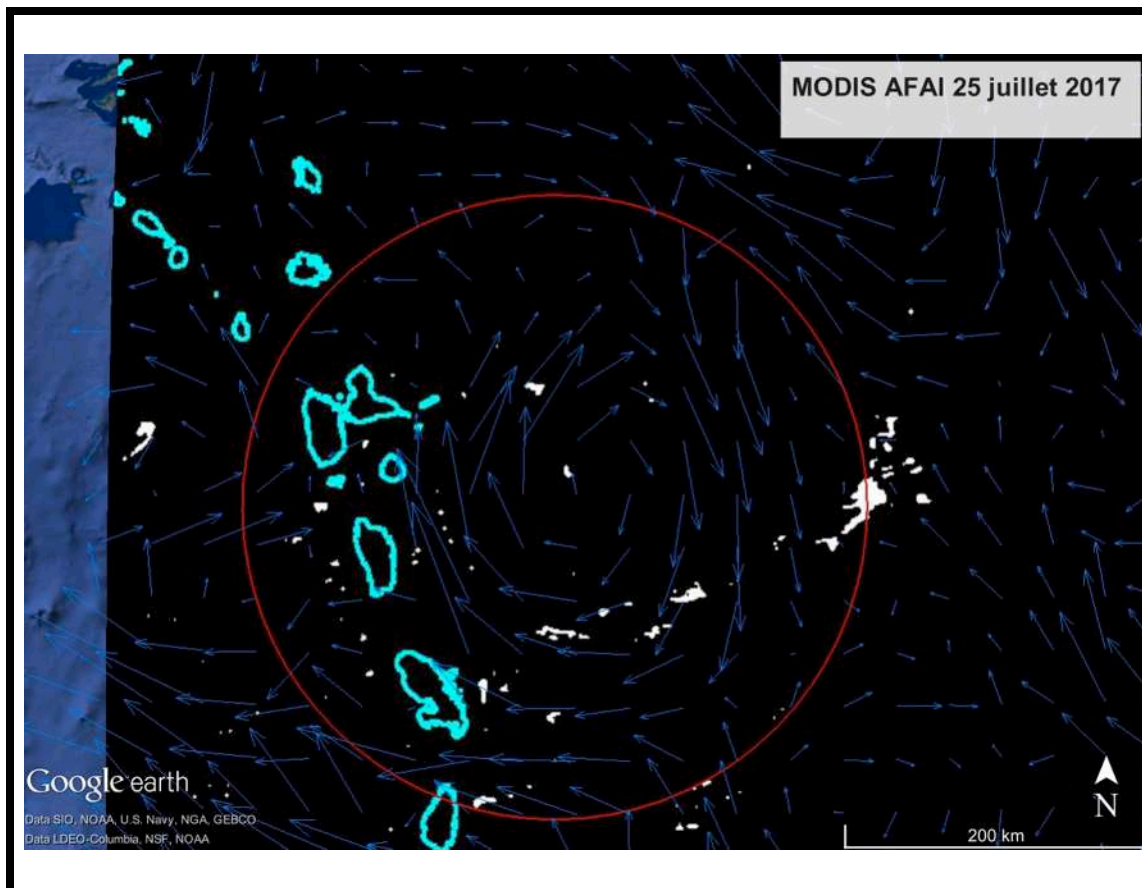 MODIS AFAI 25 juillet 2017
Google earth
Data SIO, NOAA, U.S. Navy, NGA, GEBCO
Data LDEO-Columbia, NSF, NOAA
N
200 km